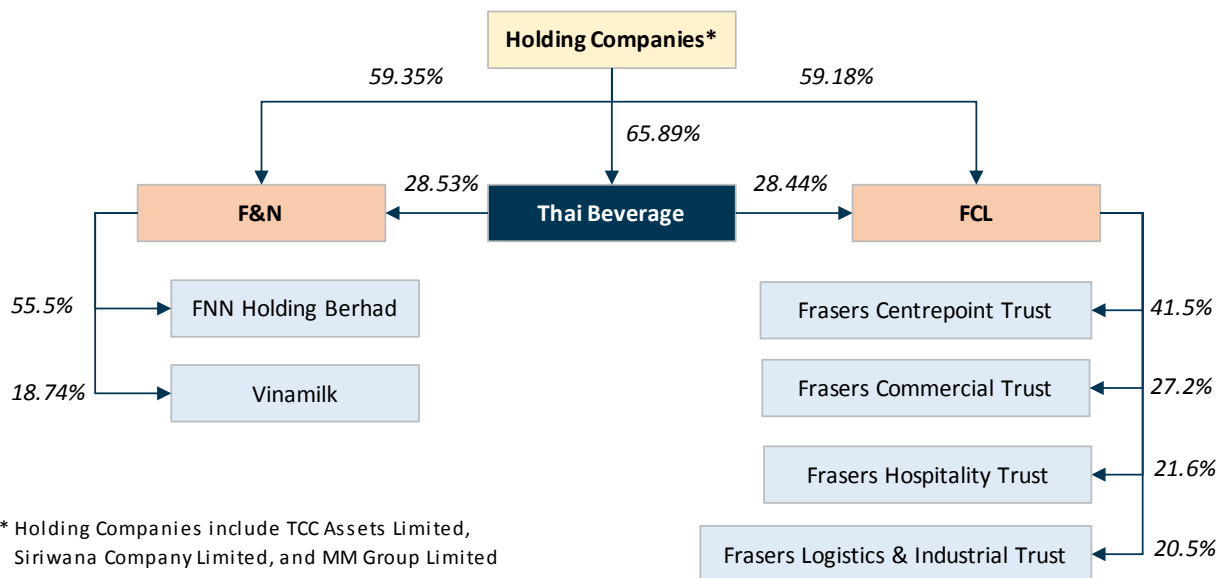 Holding Companies*
59.35%
59.18%
65.89%
28.53%
28.44%
F&N
Thai Beverage
FCL
55.5%
FNN Holding Berhad
Frasers Centrepoint Trust
41.5%
18.74%
Vinamilk
Frasers Commercial Trust
27.2%
Frasers Hospitality Trust
21.6%
* Holding Companies include TCC Assets Limited,
Siriwana Company Limited, and MM Group Limited
Frasers Logistics & Industrial Trust
20.5%